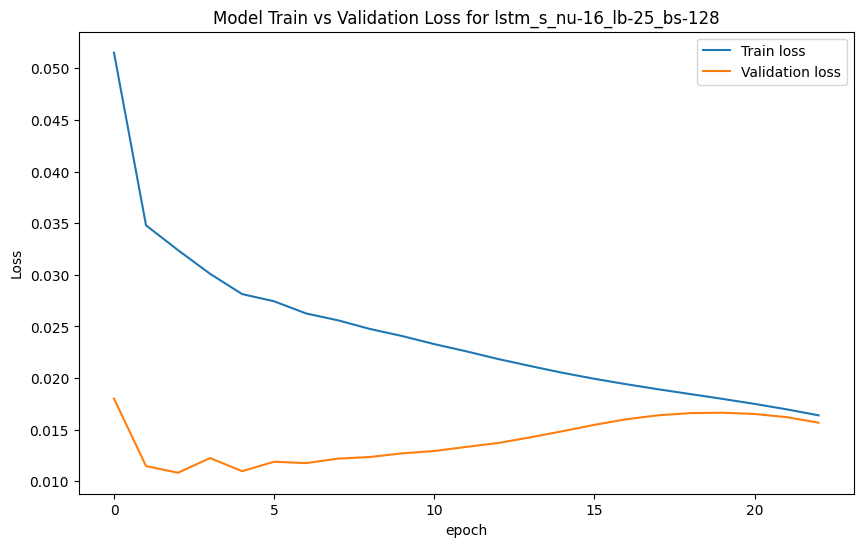 Model Train vs Validation Loss for lstm_s_nu-16_lb-25_bs-128
Train loss
Validation loss
0.050
0.045
0.040
0.035
0.030
0.025
0.020
0.015
0.010
Loss
0 5 10 15 20
epoch